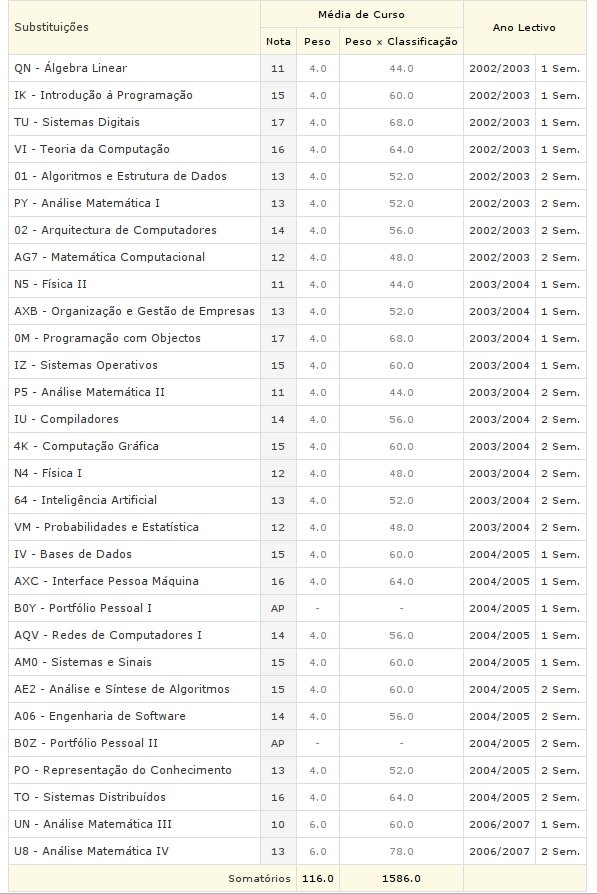 Substituições Média de Curso Ano Lectivo
Nota Peso Peso x Classificação
QN - Álgebra Linear 11 4.0 44.0 2002/2003 1 Sem.
IK - Introdução à Programação 15 4.0 60.0 2002/2003 1 Sem.
TU - Sistemas Digitais 17 4.0 68.0 2002/2003 1 Sem.
VI - Teoria da Computação 16 4.0 64.0 2002/2003 1 Sem.
01 - Algoritmos e Estrutura de Dados 13 4.0 52.0 2002/2003 2 Sem.
PY - Análise Matemática I 13 4.0 52.0 2002/2003 2 Sem.
02 - Arquitectura de Computadores 14 4.0 56.0 2002/2003 2 Sem.
AG7 - Matemática Computacional 12 4.0 48.0 2002/2003 2 Sem.
N5 - Física II 11 4.0 44.0 2003/2004 1 Sem.
AXB - Organização e Gestão de Empresas 13 4.0 52.0 2003/2004 1 Sem.
0M - Programação com Objectos 17 4.0 68.0 2003/2004 1 Sem.
IZ - Sistemas Operativos 15 4.0 60.0 2003/2004 1 Sem.
P5 - Análise Matemática II 11 4.0 44.0 2003/2004 2 Sem.
IU - Compiladores 14 4.0 56.0 2003/2004 2 Sem.
4K - Computação Gráfica 15 4.0 60.0 2003/2004 2 Sem.
N4 - Física I 12 4.0 48.0 2003/2004 2 Sem.
64 - Inteligência Artificial 13 4.0 52.0 2003/2004 2 Sem.
VM - Probabilidades e Estatística 12 4.0 48.0 2003/2004 2 Sem.
IV - Bases de Dados 15 4.0 60.0 2004/2005 1 Sem.
AXC - Interface Pessoa Máquina 16 4.0 64.0 2004/2005 1 Sem.
B0Y - Portfólio Pessoal I AP - - 2004/2005 1 Sem.
AQV - Redes de Computadores I 14 4.0 56.0 2004/2005 1 Sem.
AM0 - Sistemas e Sinais 15 4.0 60.0 2004/2005 1 Sem.
AE2 - Análise e Síntese de Algoritmos 15 4.0 60.0 2004/2005 2 Sem.
A06 - Engenharia de Software 14 4.0 56.0 2004/2005 2 Sem.
B0Z - Portfólio Pessoal II AP - - 2004/2005 2 Sem.
PO - Representação do Conhecimento 13 4.0 52.0 2004/2005 2 Sem.
TO - Sistemas Distribuídos 16 4.0 64.0 2004/2005 2 Sem.
UN - Análise Matemática III 10 6.0 60.0 2006/2007 1 Sem.
U8 - Análise Matemática IV 13 6.0 78.0 2006/2007 2 Sem.
Somatórios 116.0 1586.0